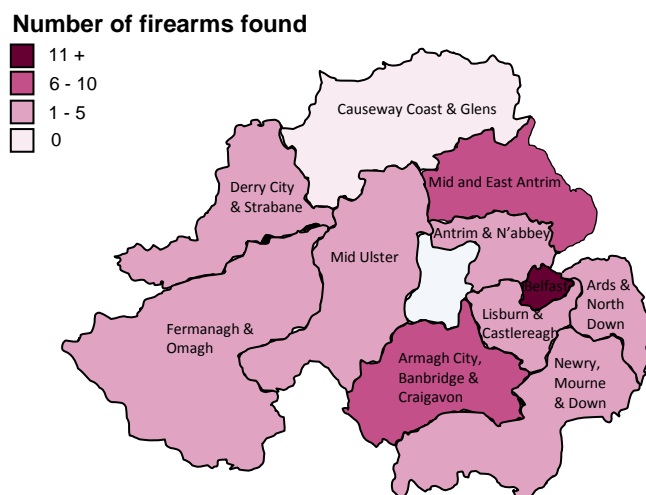 Number of firearms found
11 +
6 - 10
1 - 5
0
Causeway Coast & Glens
Derry City
& Strabane
Mid and East Antrim
Antrim & N'abbey
Mid Ulster
Belfast
Ards &
North
Down
Lisburn &
Castlereagh
Fermanagh &
Omagh
Armagh City,
Banbridge &
Craigavon
Newry,
Mourne
& Down